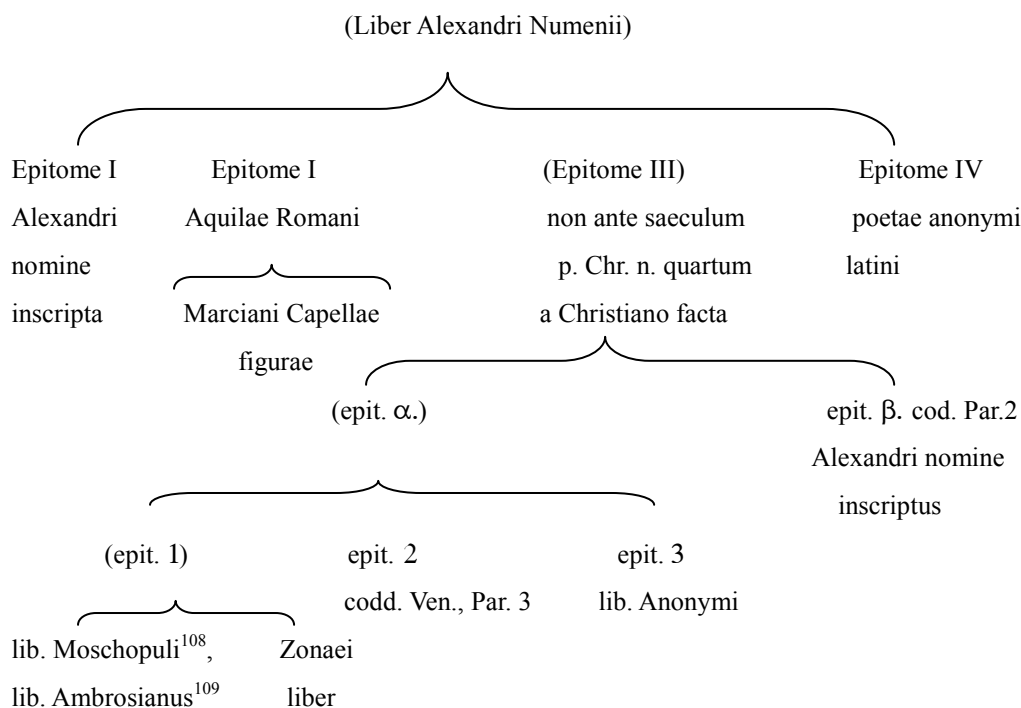 (Liber Alexandri Numenii)
Epitome I Epitome I (Epitome III) Epitome IV
Alexandri Aquilae Romani non ante saeculum poetae anonymi
nomine p. Chr. n. quartum latini
inscripta Marciani Capellae a Christiano facta
figurae
(epit. α.) epit. β. cod. Par.2
Alexandri nomine
inscriptus
(epit. 1) epit. 2 epit. 3
codd. Ven., Par. 3 lib. Anonymi
lib. Moschopuli108, Zonaei
lib. Ambrosianus109 liber